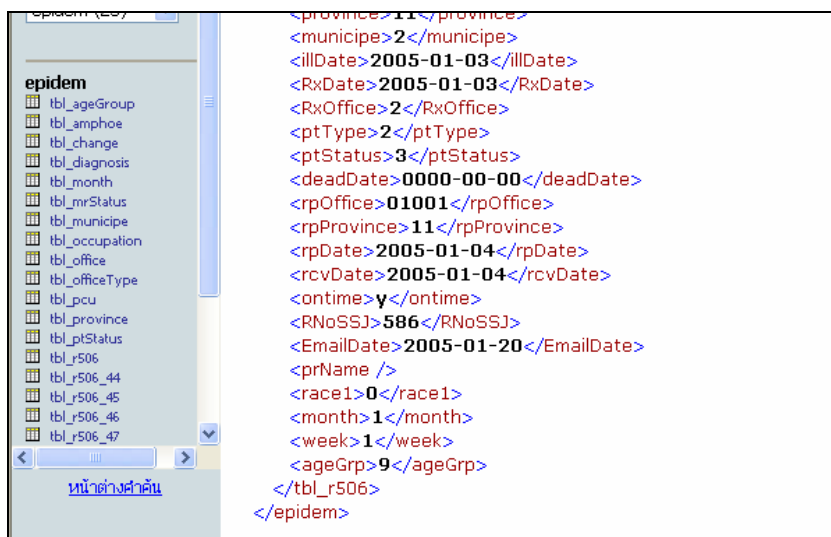 epidem
tbl_ageGroup
tbl_amphoe
tbl_change
tbl_diagnosis
tbl_month
tbl_mrStatus
tbl_municipe
tbl_occupation
tbl_office
tbl_officeType
tbl_pcu
tbl_province
tbl_ptStatus
tbl_r506
tbl_r506_44
tbl_r506_45
tbl_r506_46
tbl_r506_47
หน้าต่างคำค้น
<province>11</province>
<municipe>2</municipe>
<illDate>2005-01-03</illDate>
<RxDate>2005-01-03</RxDate>
<RxOffice>2</RxOffice>
<ptType>2</ptType>
<ptStatus>3</ptStatus>
<deadDate>0000-00-00</deadDate>
<rpOffice>01001</rpOffice>
<rpProvince>11</rpProvince>
<rpDate>2005-01-04</rpDate>
<rcvDate>2005-01-04</rcvDate>
<ontime>y</ontime>
<RNoSSJ>586</RNoSSJ>
<EmailDate>2005-01-20</EmailDate>
<prName />
<race1>0</race1>
<month>1</month>
<week>1</week>
<ageGrp>9</ageGrp>
</tbl_r506>
</epidem>